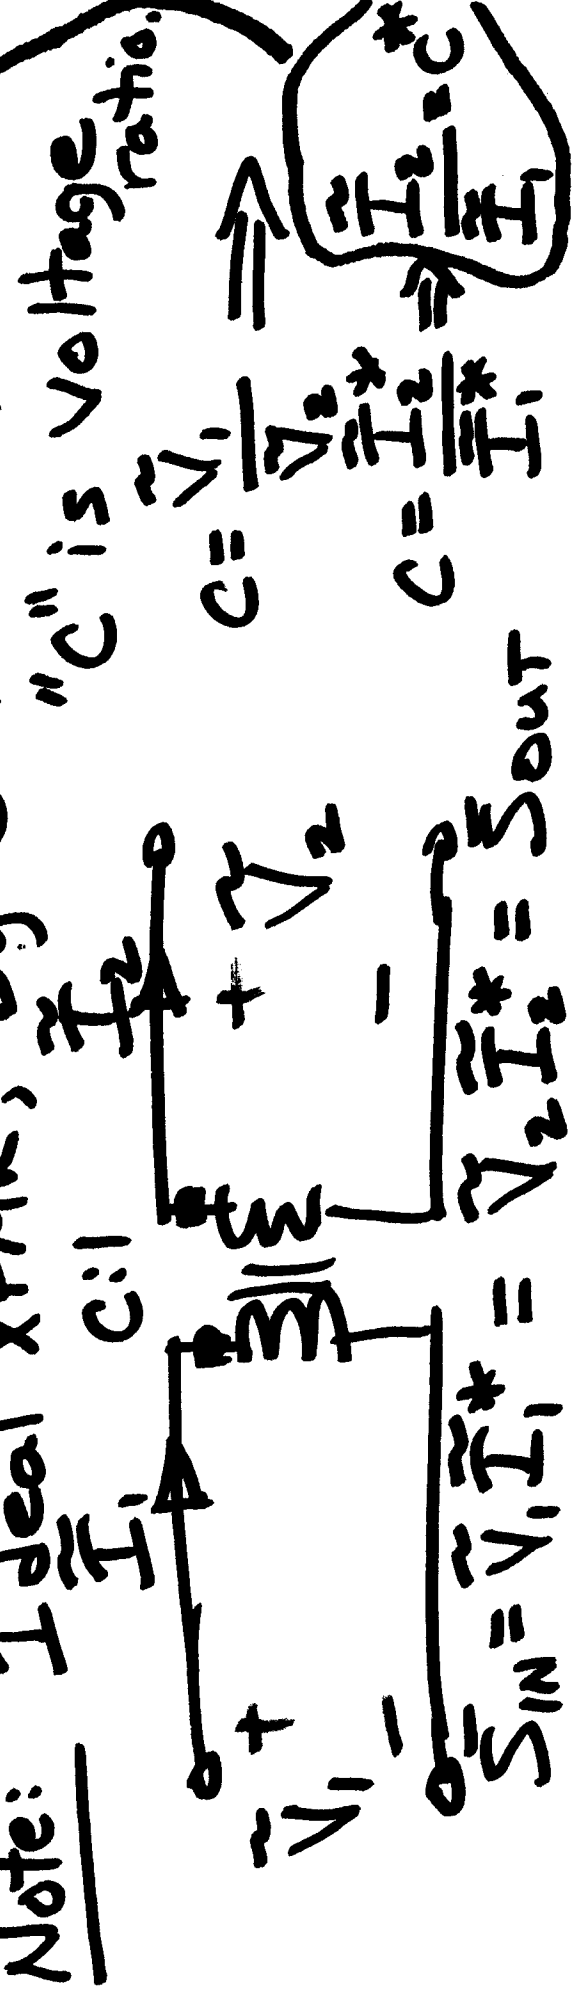 Note: Ideal
"C" is voltage
ratio.
C:1
Ĩ₁
Ĩ₂
+
+
Ṽ₁
Ṽ₂
-
-
C = Ṽ₁/Ṽ₂ ⇒
C = Ĩ₂*/Ĩ₁* ⇒ Ĩ₂/Ĩ₁ = C*
S̄IN = Ṽ₁Ĩ₁* = Ṽ₂Ĩ₂* = S̄OUT